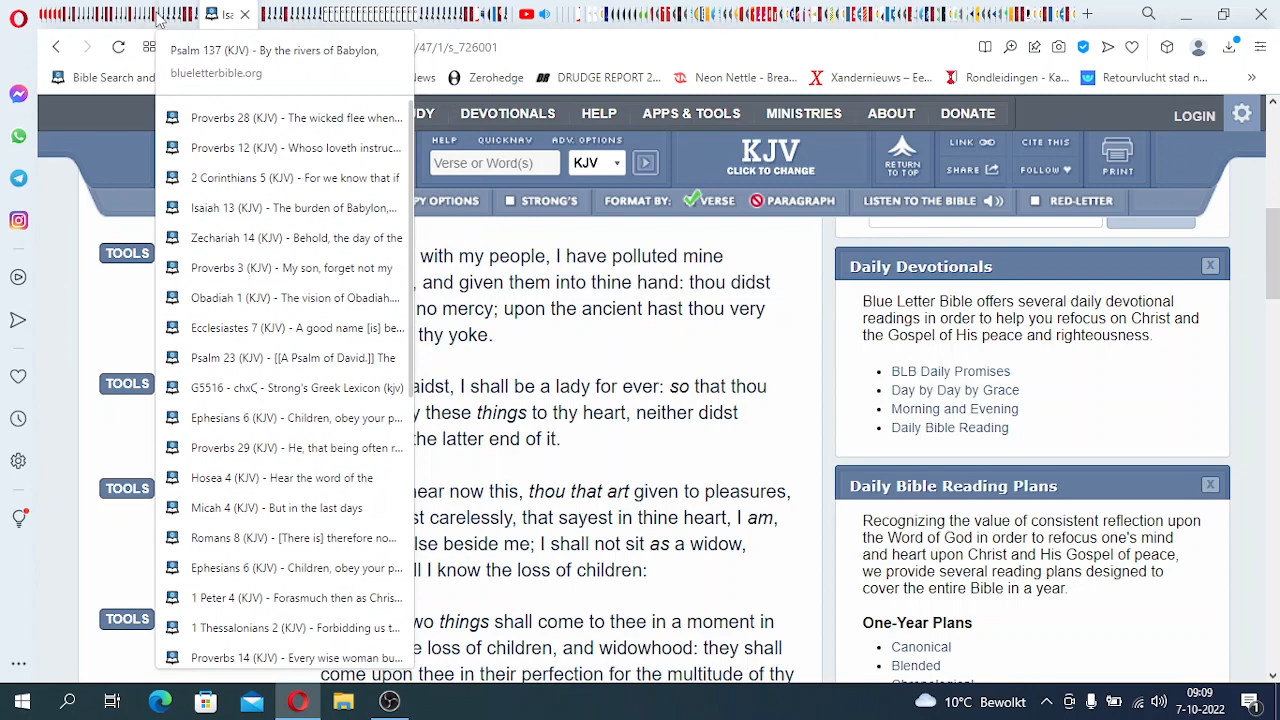 Isa
Psalm 137 (KJV) - By the rivers of Babylon,
blueletterbible.org
/47/1/s_726001
Bible Search and
News
Zerohedge
DRUDGE REPORT 2...
Neon Nettle - Brea...
Xandernieuws – Ee...
Rondleidingen - Ka...
Retourvlucht stad n...
»
DEVOTIONALS
HELP
APPS & TOOLS
MINISTRIES
ABOUT
DONATE
LOGIN
HELP
QUICKNAV
ADV. OPTIONS
Verse or Word(s)
KJV
KJV
CLICK TO CHANGE
RETURN
TO TOP
LINK
CITE THIS
SHARE
FOLLOW
PRINT
PY OPTIONS
STRONG'S
FORMAT BY:
VERSE
PARAGRAPH
LISTEN TO THE BIBLE
RED-LETTER
Proverbs 28 (KJV) - The wicked flee when...
Proverbs 12 (KJV) - Whoso loveth instruc...
2 Corinthians 5 (KJV) - For we know that if
Isaiah 13 (KJV) - The burden of Babylon,...
Zechariah 14 (KJV) - Behold, the day of the
Proverbs 3 (KJV) - My son, forget not my
Obadiah 1 (KJV) - The vision of Obadiah....
Ecclesiastes 7 (KJV) - A good name [is] be...
Psalm 23 (KJV) - [[A Psalm of David.]] The
G5516 - chxϚ - Strong's Greek Lexicon (kjv)
Ephesians 6 (KJV) - Children, obey your p...
Proverbs 29 (KJV) - He, that being often r...
Hosea 4 (KJV) - Hear the word of the
Micah 4 (KJV) - But in the last days
Romans 8 (KJV) - [There is] therefore no...
Ephesians 6 (KJV) - Children, obey your p...
1 Peter 4 (KJV) - Forasmuch then as Chris...
1 Thessalonians 2 (KJV) - Forbidding us t...
Proverbs 14 (KJV) - Every wise woman bu...
TOOLS
with my people, I have polluted mine
, and given them into thine hand: thou didst
no mercy; upon the ancient hast thou very
thy yoke.
TOOLS
aidst, I shall be a lady for ever: so that thou
y these things to thy heart, neither didst
the latter end of it.
TOOLS
ear now this, thou that art given to pleasures,
st carelessly, that sayest in thine heart, I am,
lse beside me; I shall not sit as a widow,
ll I know the loss of children:
TOOLS
wo things shall come to thee in a moment in
e loss of children, and widowhood: they shall
come upon thee in their perfection for the multitude of thy
Daily Devotionals
X
Blue Letter Bible offers several daily devotional
readings in order to help you refocus on Christ and
the Gospel of His peace and righteousness.
BLB Daily Promises
Day by Day by Grace
Morning and Evening
Daily Bible Reading
Daily Bible Reading Plans
X
Recognizing the value of consistent reflection upon
the Word of God in order to refocus one's mind
and heart upon Christ and His Gospel of peace,
we provide several reading plans designed to
cover the entire Bible in a year.
One-Year Plans
Canonical
Blended
Chronological
10°C Bewolkt
09:09
7-10-2022
1